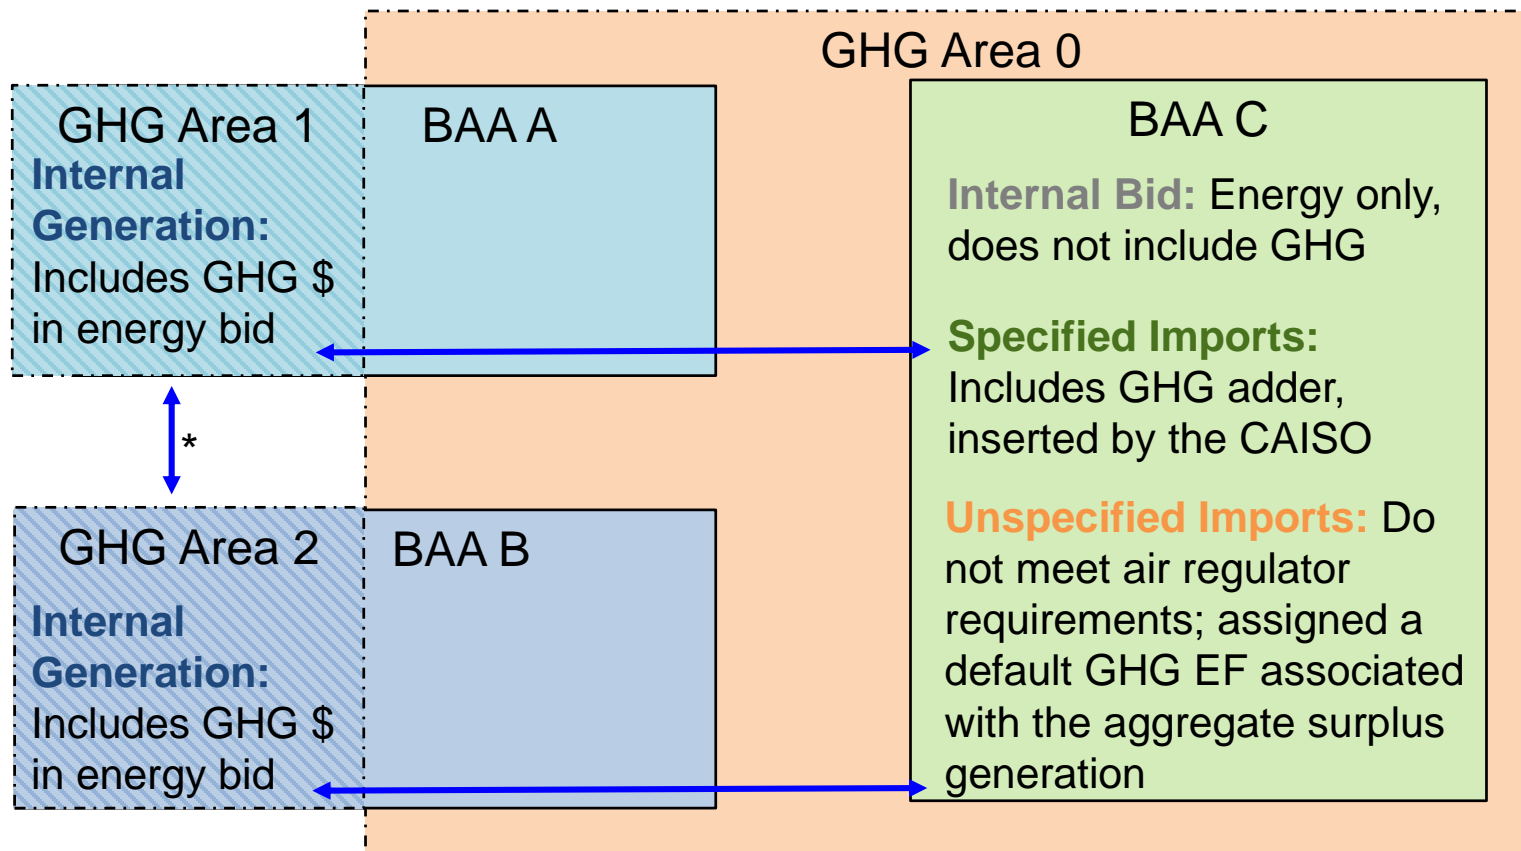 GHG Area 0
GHG Area 1
Internal
Generation:
Includes GHG $
in energy bid
BAA A
*
GHG Area 2
Internal
Generation:
Includes GHG $
in energy bid
BAA B
BAA C
Internal Bid: Energy only,
does not include GHG
Specified Imports:
Includes GHG adder,
inserted by the CAISO
Unspecified Imports: Do
not meet air regulator
requirements; assigned a
default GHG EF associated
with the aggregate surplus
generation